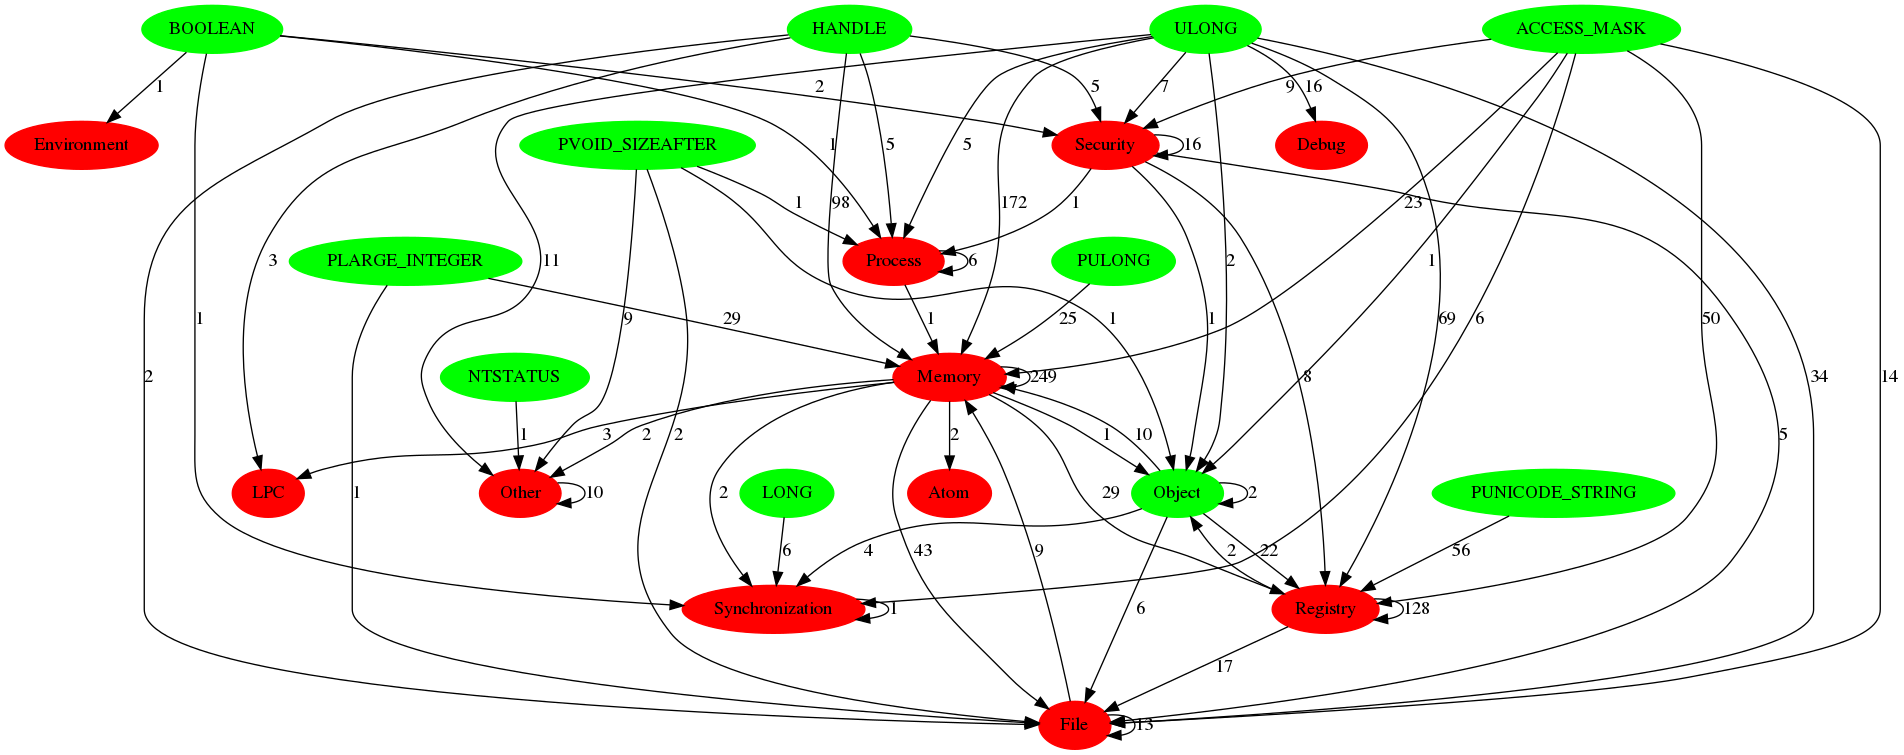 BOOLEAN HANDLE ULONG ACCESS_MASK
1 2 5 7 9 16
Environment PVOID_SIZEAFTER Security 16 Debug
1 5 5
1 98 172 1 23
3 PLARGE_INTEGER 11 Process 6 PULONG 2 1
1 9 29 1 25 1 1 69 6 50
2 NTSTATUS Memory 249 8 34 14
1 3 2 2 2 1 10 5
LPC Other 10 2 LONG Atom Object 2 PUNICODE_STRING
1 6 4 43 9 29 2 22 56
Synchronization 1 6 Registry 128
17
File 13